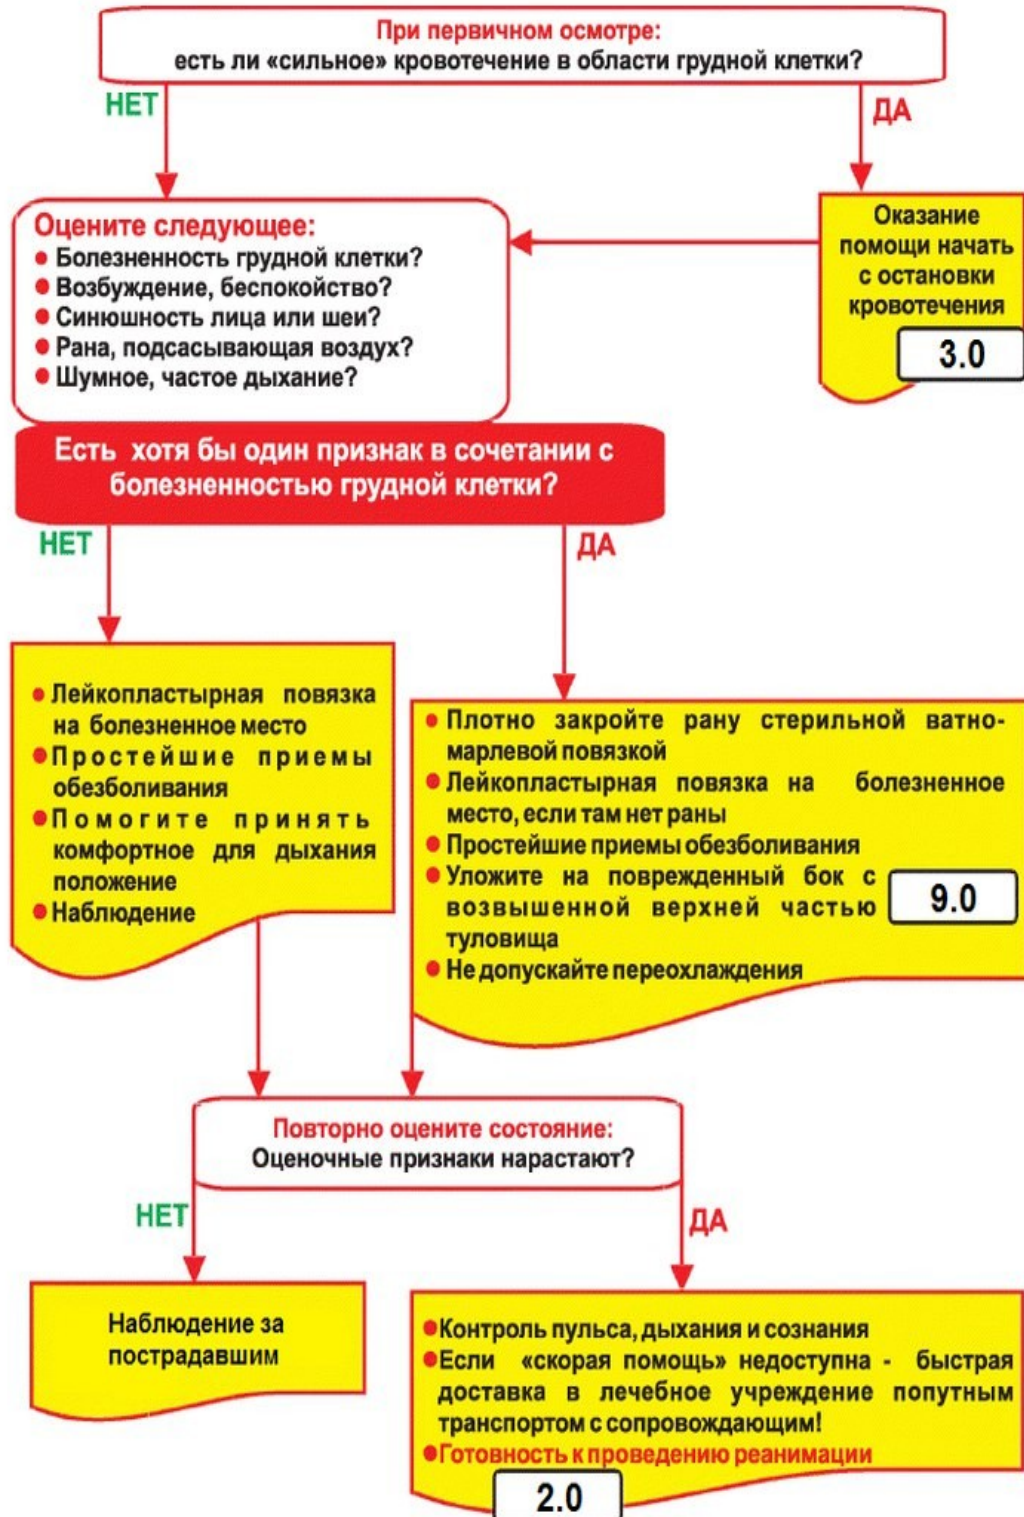 При первичном осмотре:
есть ли «сильное» кровотечение в области грудной клетки?
НЕТ
ДА
Оцените следующее:
Болезненность грудной клетки?
Возбуждение, беспокойство?
Синюшность лица или шеи?
Рана, подсасывающая воздух?
Шумное, частое дыхание?
Оказание
помощи начать
с остановки
кровотечения
3.0
Есть хотя бы один признак в сочетании с
болезненностью грудной клетки?
НЕТ
ДА
Лейкопластырная повязка
на болезненное место
Простейшие приемы
обезболивания
Помогите принять
комфортное для дыхания
положение
Наблюдение
Плотно закройте рану стерильной ватно-
марлевой повязкой
Лейкопластырная повязка на болезненное
место, если там нет раны
Простейшие приемы обезболивания
Уложите на поврежденный бок с
возвышенной верхней частью
туловища
9.0
Не допускайте переохлаждения
Повторно оцените состояние:
Оценочные признаки нарастают?
НЕТ
ДА
Наблюдение за
пострадавшим
Контроль пульса, дыхания и сознания
Если «скорая помощь» недоступна - быстрая
доставка в лечебное учреждение попутным
транспортом с сопровождающим!
Готовность к проведению реанимации
2.0